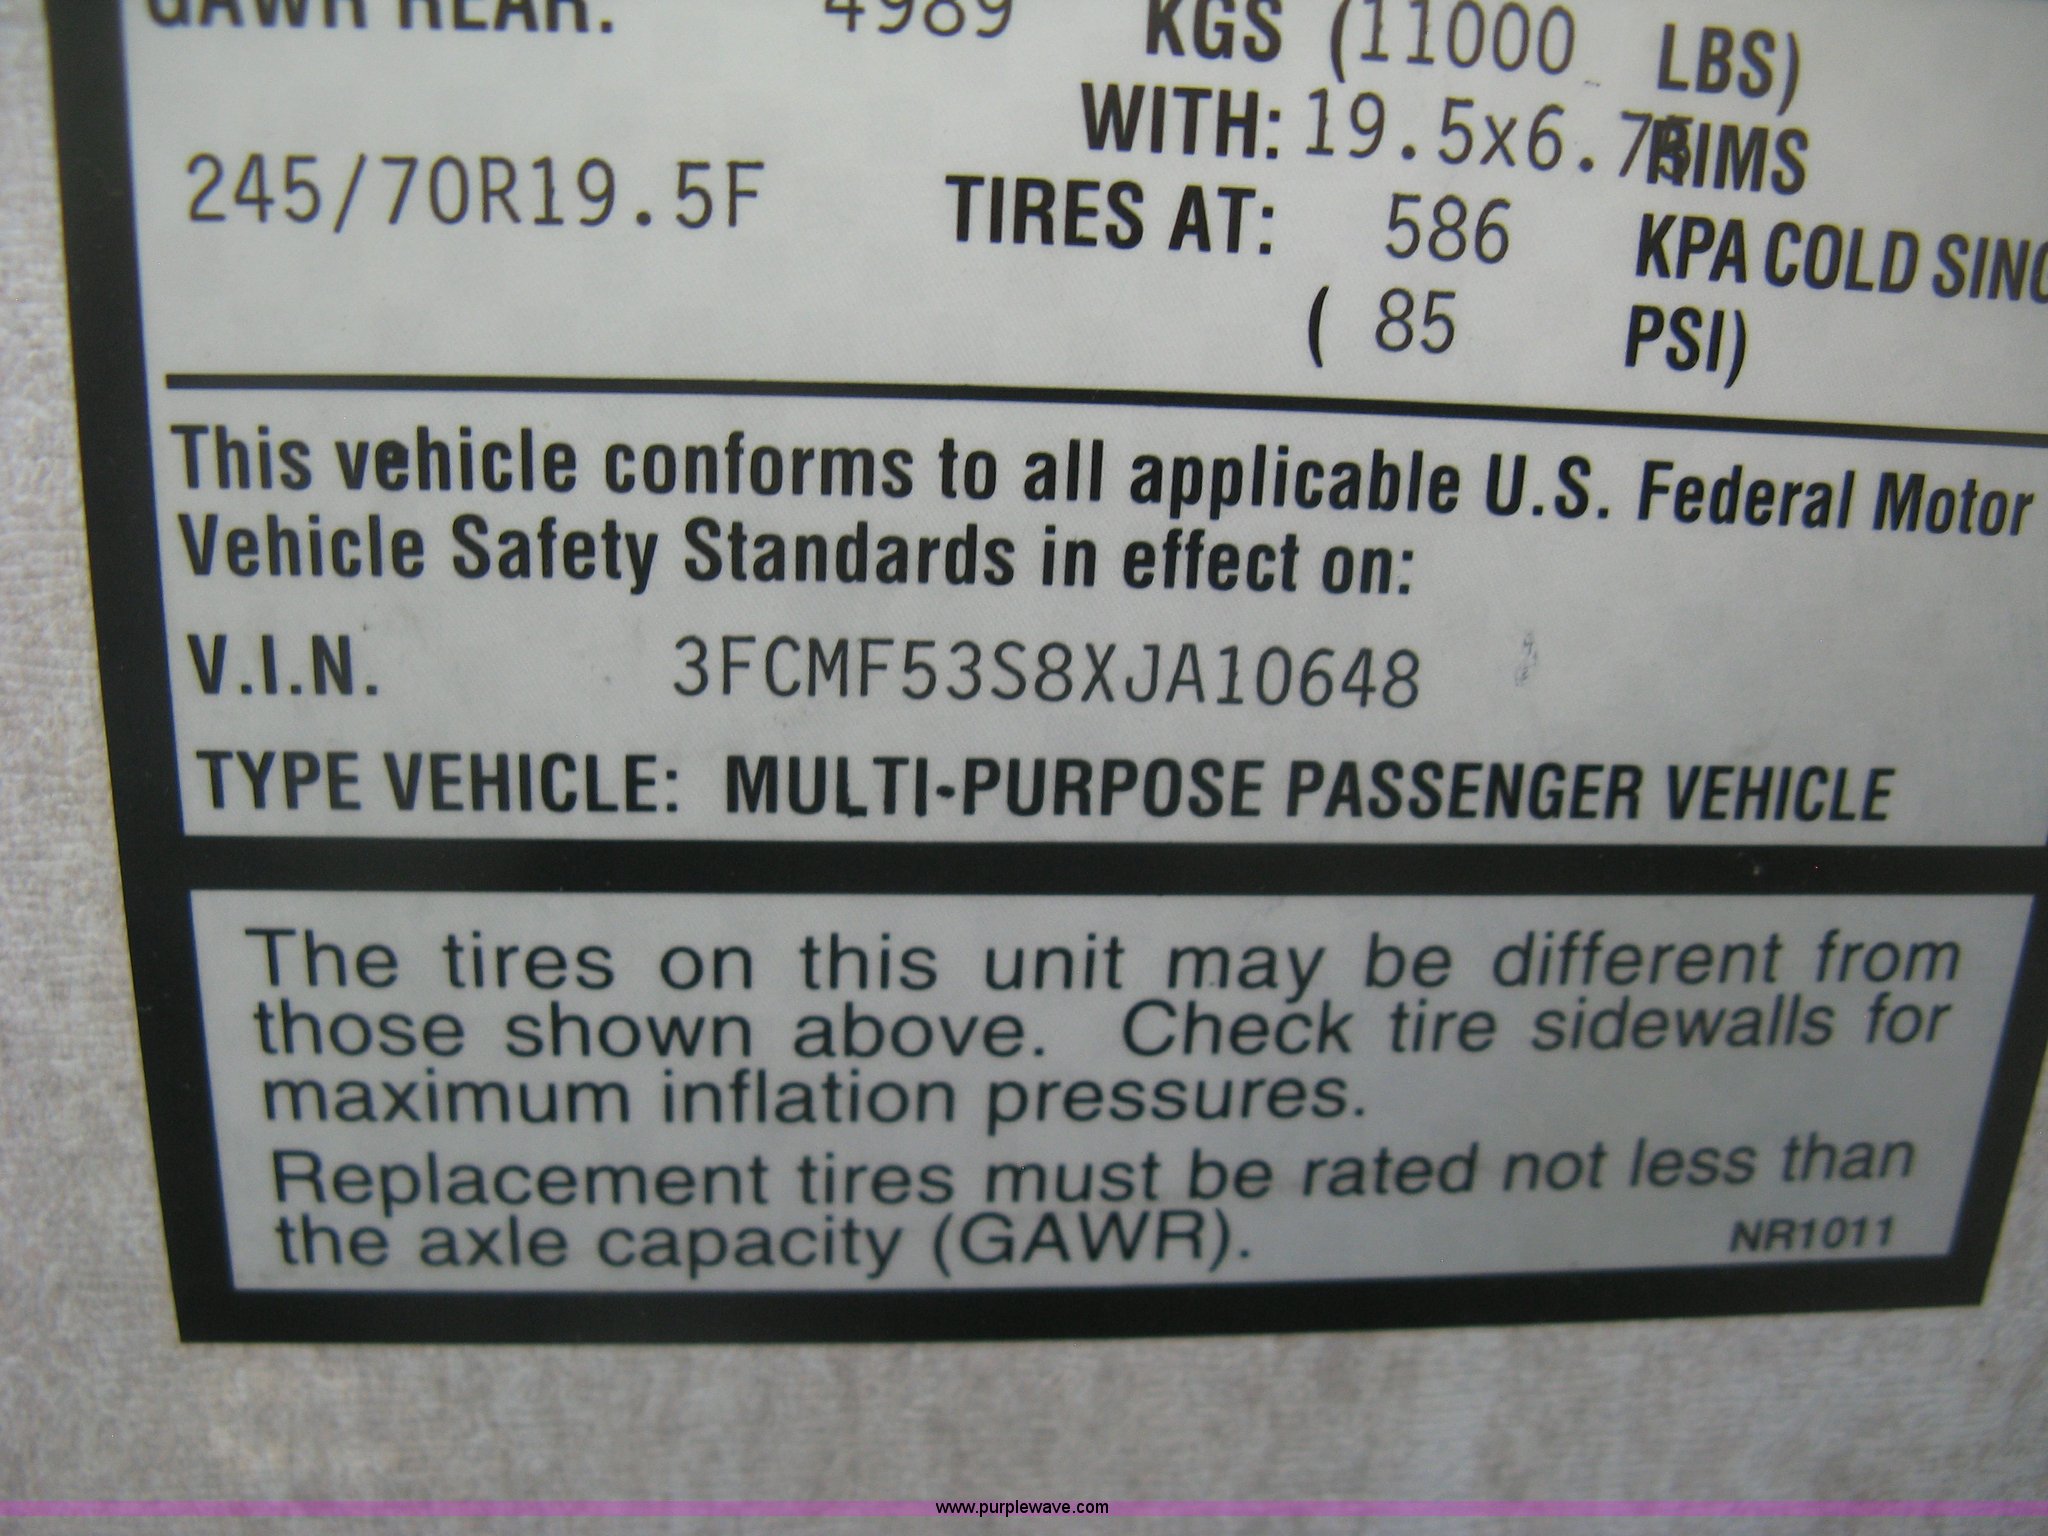 GAWR REAR: 4989 KGS (11000 LBS)
WITH: 19.5x6.75 RIMS
245/70R19.5F TIRES AT: 586 KPA COLD SING
( 85 PSI)
This vehicle conforms to all applicable U.S. Federal Motor
Vehicle Safety Standards in effect on:
V.I.N. 3FCMF53S8XJA10648
TYPE VEHICLE: MULTI-PURPOSE PASSENGER VEHICLE
The tires on this unit may be different from
those shown above. Check tire sidewalls for
maximum inflation pressures.
Replacement tires must be rated not less than
the axle capacity (GAWR).
NR1011
www.purplewave.com